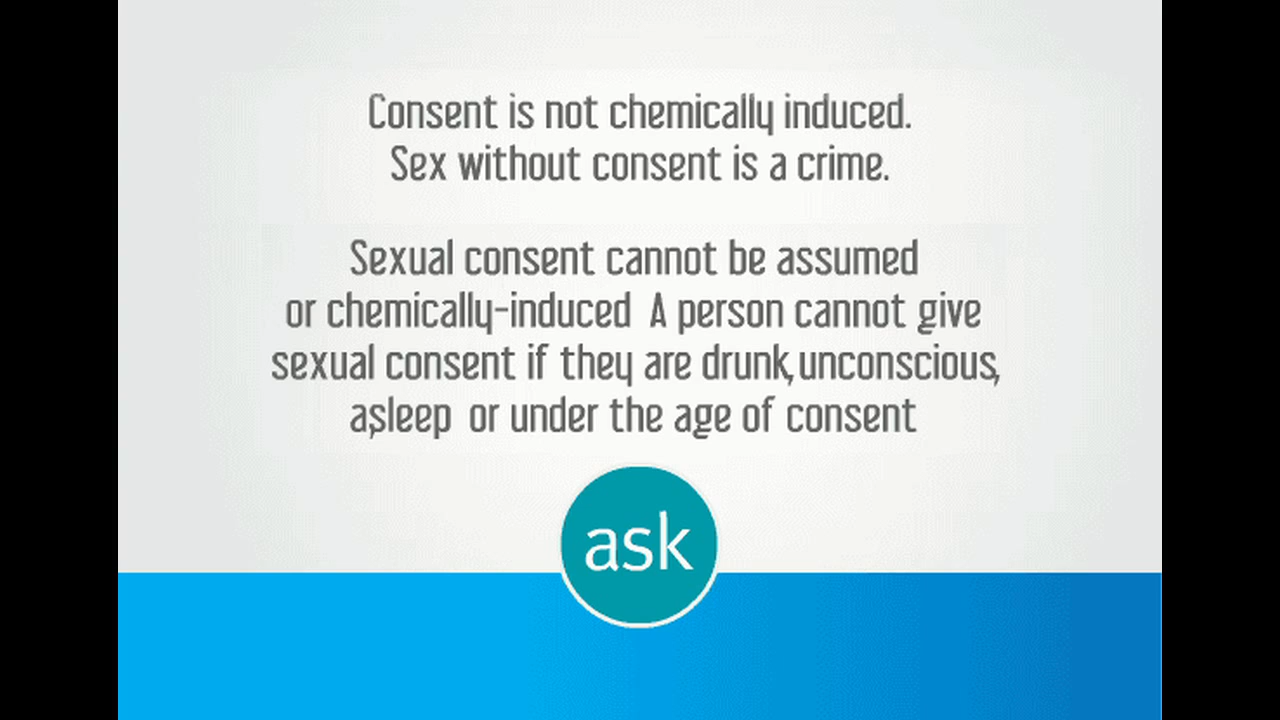 Consent is not chemically induced.
Sex without consent is a crime.
Sexual consent cannot be assumed
or chemically-induced A person cannot give
sexual consent if they are drunk, unconscious,
asleep or under the age of consent
ask